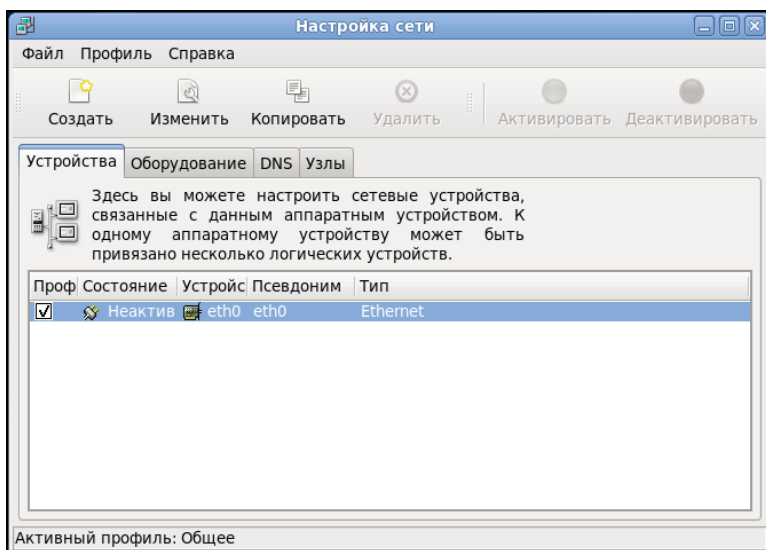 Настройка сети
Файл Профиль Справка
Создать Изменить Копировать Удалить Активировать Деактивировать
Устройства Оборудование DNS Узлы
Здесь вы можете настроить сетевые устройства,
связанные с данным аппаратным устройством. К
одному аппаратному устройству может быть
привязано несколько логических устройств.
Проф Состояние Устройс Псевдоним Тип
Неактив eth0 eth0 Ethernet
Активный профиль: Общее